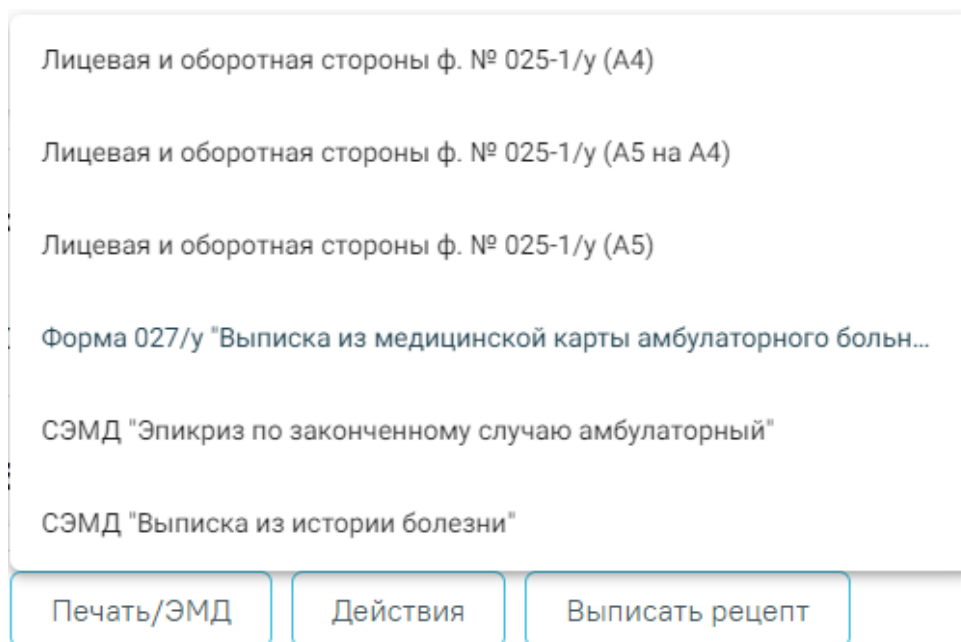 Лицевая и оборотная стороны ф. № 025-1/у (А4)
Лицевая и оборотная стороны ф. № 025-1/у (А5 на А4)
Лицевая и оборотная стороны ф. № 025-1/у (А5)
Форма 027/у "Выписка из медицинской карты амбулаторного больн...
СЭМД "Эпикриз по законченному случаю амбулаторный"
СЭМД "Выписка из истории болезни"
Печать/ЭМД Действия Выписать рецепт